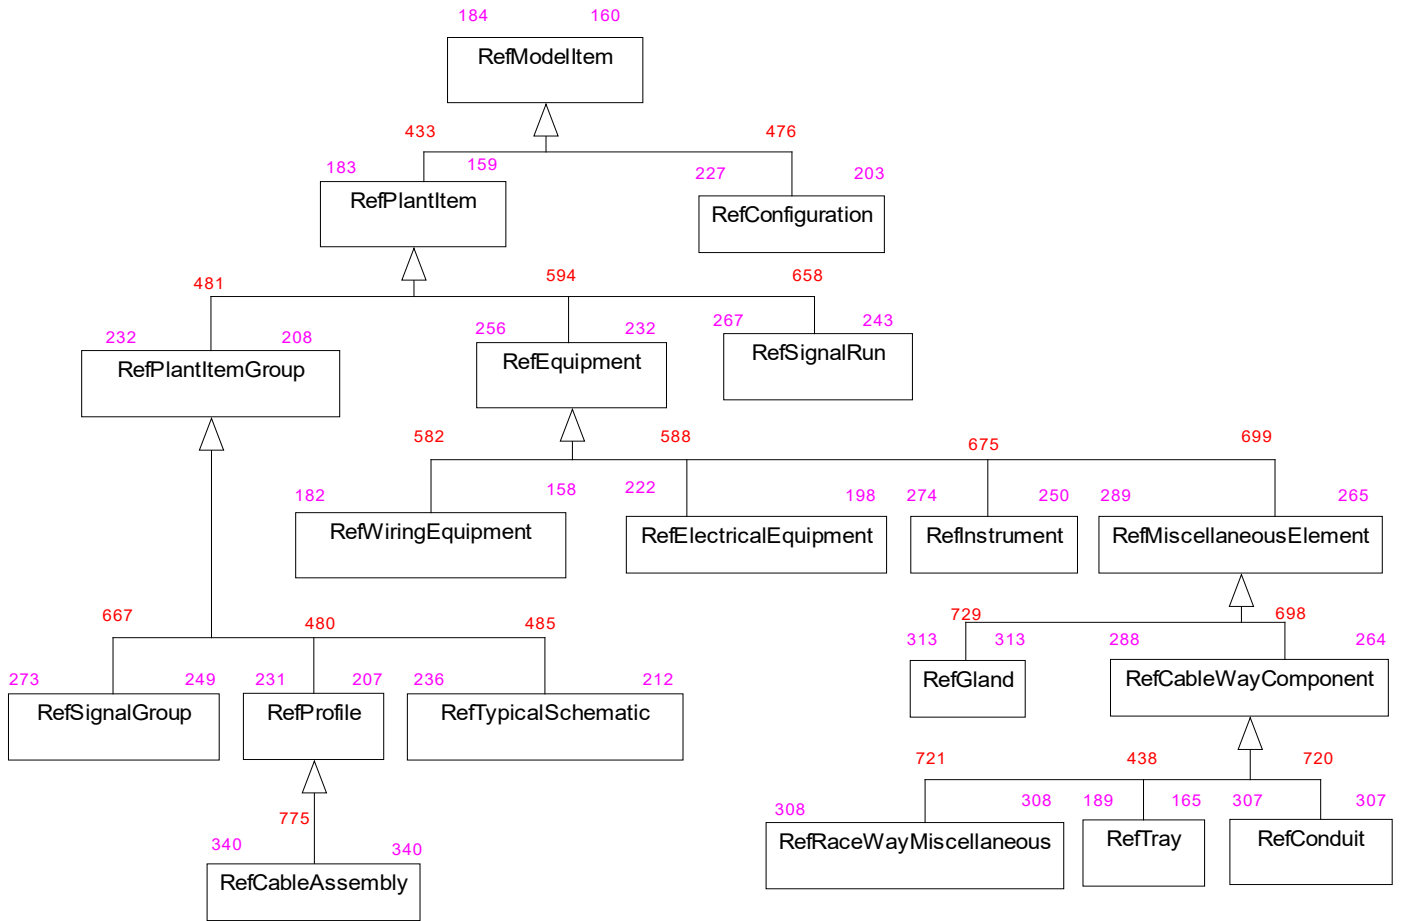 184 160
RefModelItem
433 476
183 159
227 203
RefPlantItem
RefConfiguration
481 594 658
232 208
256 232
267 243
RefPlantItemGroup
RefEquipment
RefSignalRun
582 588 675 699
182 158
222 198
274 250
289 265
RefWiringEquipment
RefElectricalEquipment
RefInstrument
RefMiscellaneousElement
667 480 485
729 698
313 313
288 264
273 249
231 207
236 212
RefGland
RefCableWayComponent
RefSignalGroup
RefProfile
RefTypicalSchematic
721 438 720
775
308 308
189 165
307 307
RefRaceWayMiscellaneous
RefTray
RefConduit
340 340
RefCableAssembly